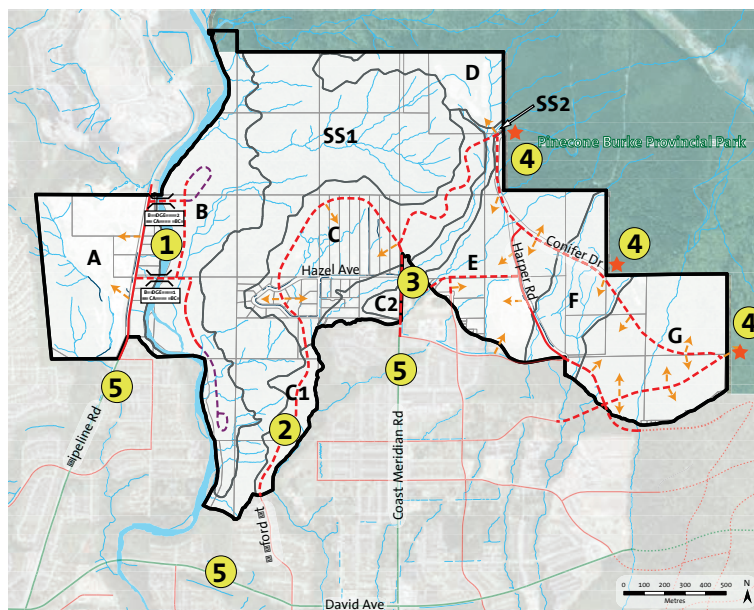 D
SS2
4
Pinecone Burke Provincial Park
SS1
B
A
1
C
Hazel Ave
E
Harper Rd
Conifer Dr
4
F
3
C2
G
4
5
5
C1
2
Coast Meridian Rd
5
David Ave
0 100 200 300 400 500
Metres
N